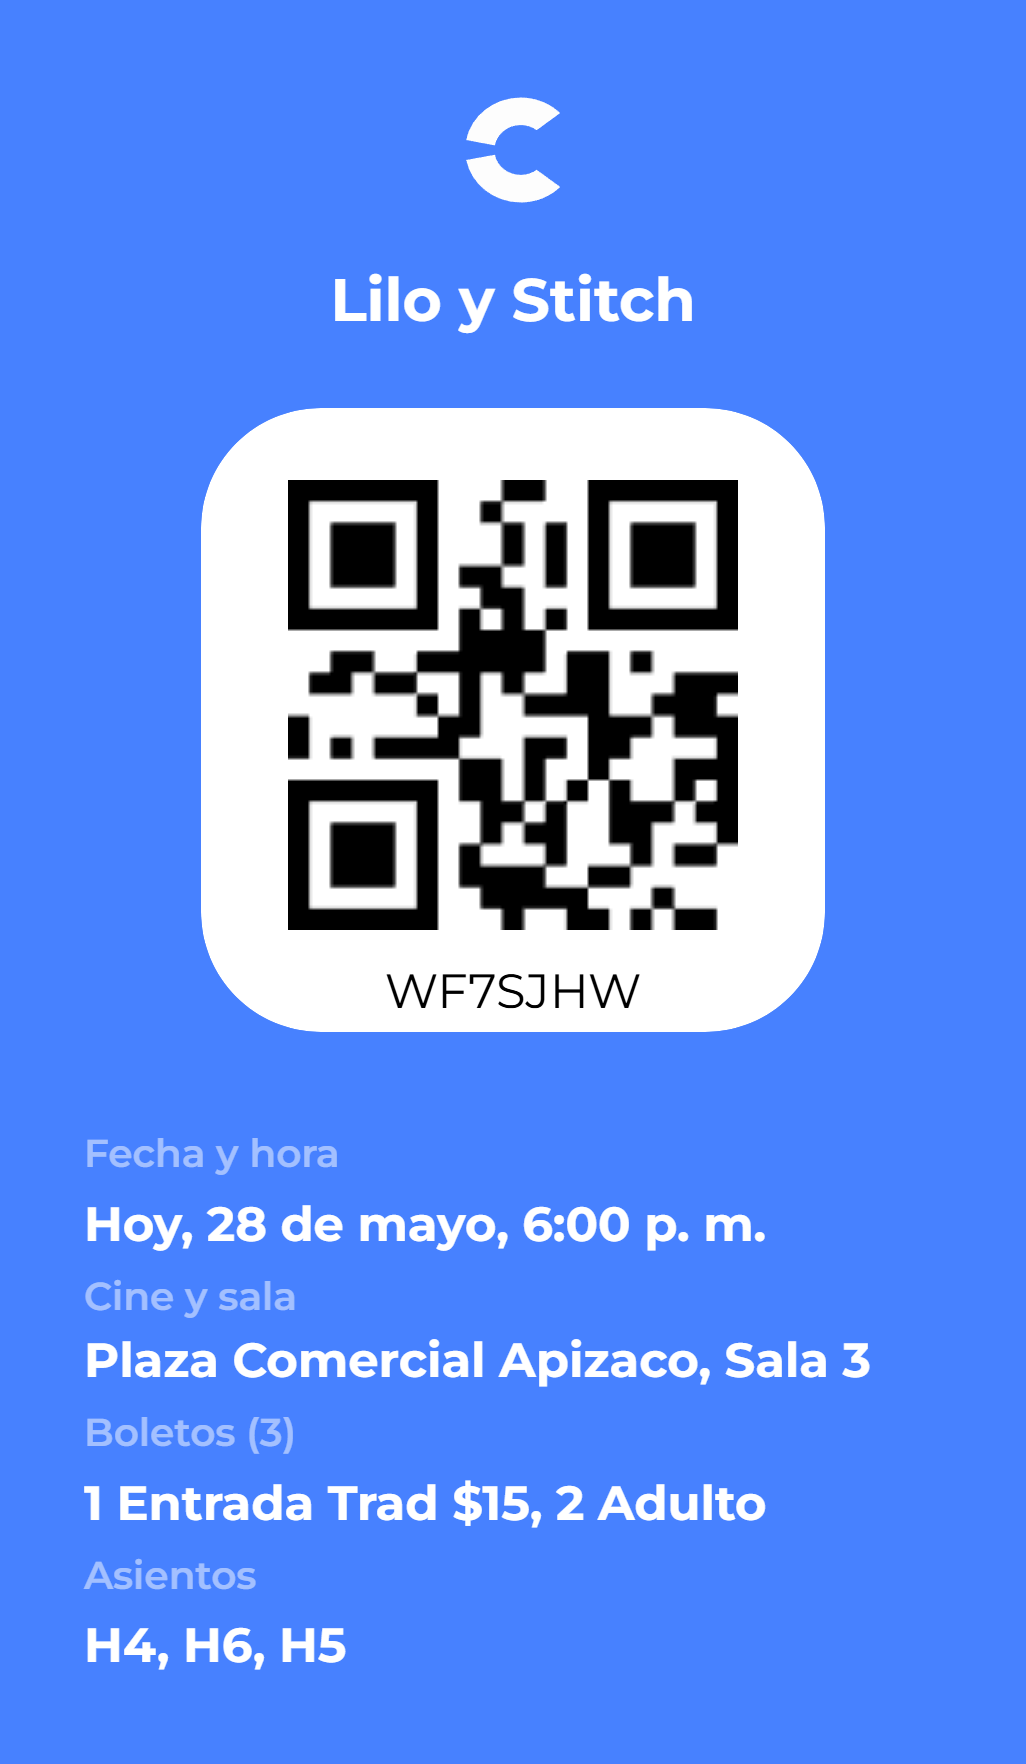 Lilo y Stitch
WF7SJHW
Fecha y hora
Hoy, 28 de mayo, 6:00 p. m.
Cine y sala
Plaza Comercial Apizaco, Sala 3
Boletos (3)
1 Entrada Trad $15, 2 Adulto
Asientos
H4, H6, H5